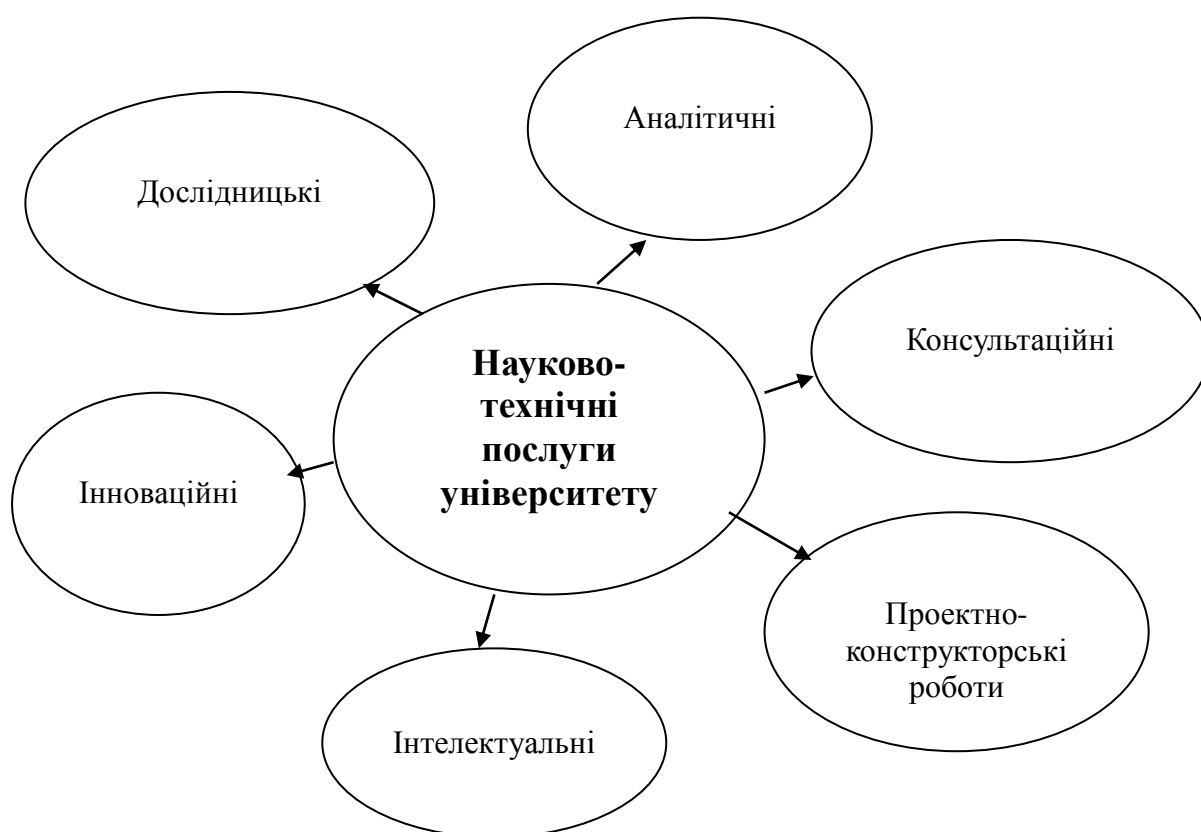 Аналітичні
Дослідницькі
Консультаційні
Науково-
технічні
послуги
університету
Інноваційні
Проектно-
конструкторські
роботи
Інтелектуальні